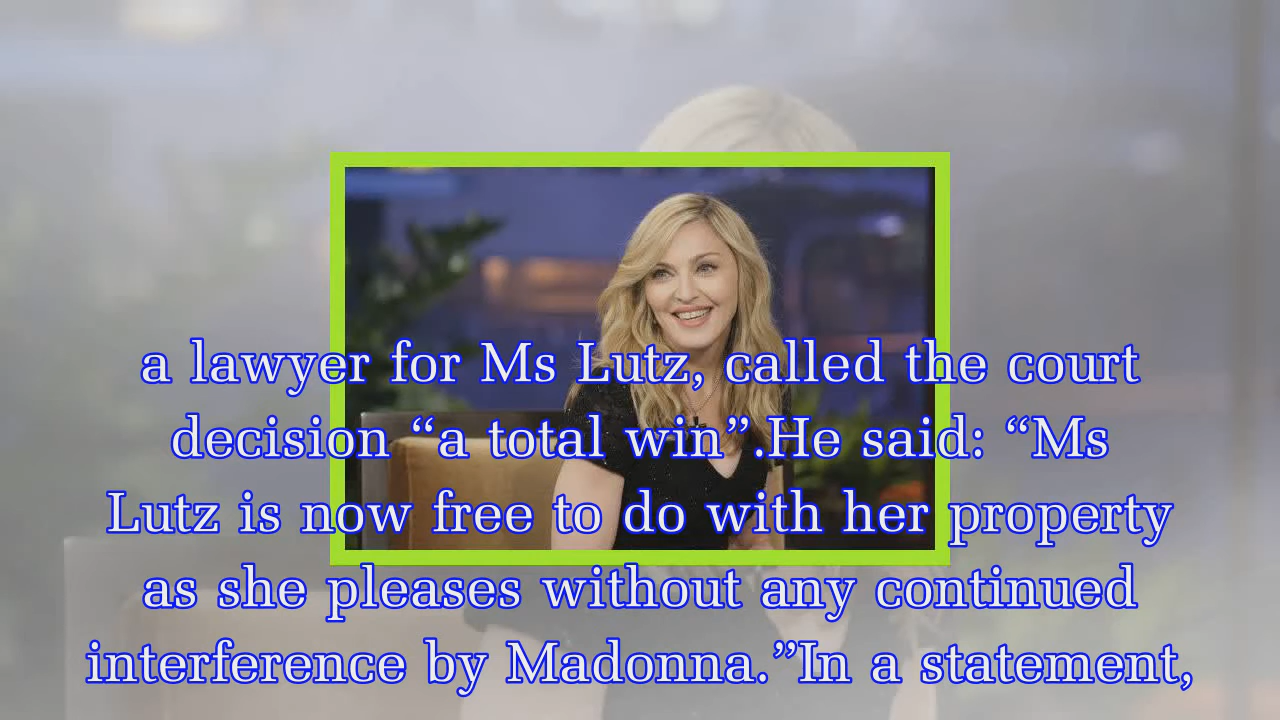 a lawyer for Ms Lutz, called the court
decision “a total win”.He said: “Ms
Lutz is now free to do with her property
as she pleases without any continued
interference by Madonna.”In a statement,